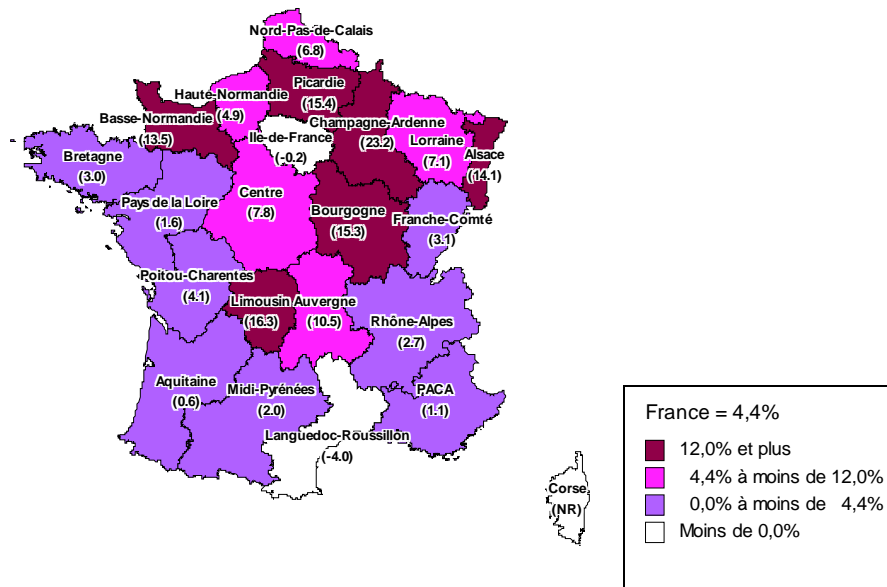 Nord-Pas-de-Calais
(6.8)
Picardie
(15.4)
Haute-Normandie
(4.9)
Basse-Normandie
(13.5)
Champagne-Ardenne
(23.2)
Ile-de-France
(-0.2)
Lorraine
(7.1)
Alsace
(14.1)
Bretagne
(3.0)
Pays de la Loire
(1.6)
Centre
(7.8)
Bourgogne
(15.3)
Franche-Comté
(3.1)
Poitou-Charentes
(4.1)
Limousin
(16.3)
Auvergne
(10.5)
Rhône-Alpes
(2.7)
Aquitaine
(0.6)
Midi-Pyrénées
(2.0)
PACA
(1.1)
Languedoc-Roussillon
(-4.0)
Corse
(NR)
France = 4,4%
12,0% et plus
4,4% à moins de 12,0%
0,0% à moins de 4,4%
Moins de 0,0%